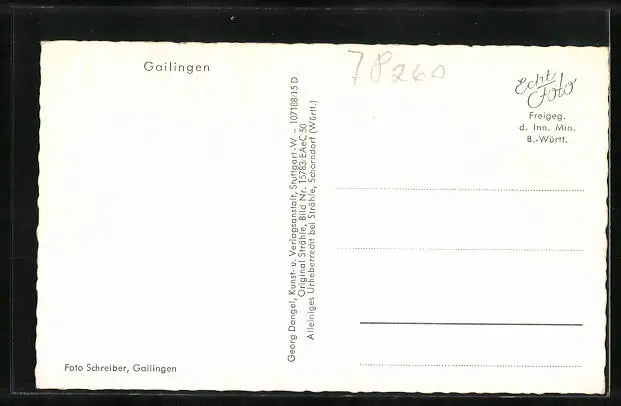 Gailingen
78260
Echt
Foto
Freigeg.
d. Inn. Min.
B.-Württ.
Georg Dangel, Kunst- u. Verlagsanstalt, Stuttgart-W – 107188/15 D
Original Strähle, Bild Nr. 15783/EAeC 50
Alleiniges Urheberrecht bei Strähle, Schorndorf (Württ.)
Foto Schreiber, Gailingen